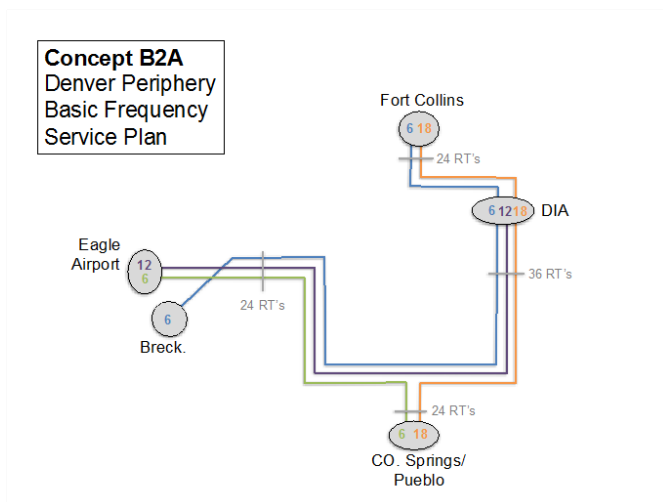 Concept B2A
Denver Periphery
Basic Frequency
Service Plan
Fort Collins
6 18
24 RT's
6 12 18
DIA
Eagle
Airport
12
6
36 RT's
24 RT's
6
Breck.
24 RT's
6 18
CO. Springs/
Pueblo